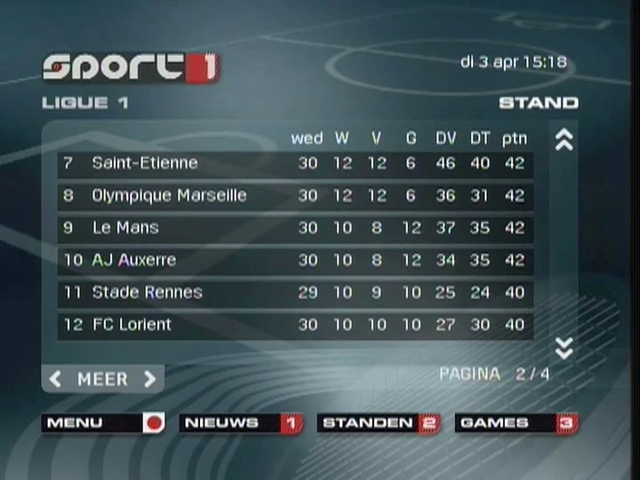 SPORT 1
di 3 apr 15:18
LIGUE 1
STAND
wed W V G DV DT ptn
7 Saint-Etienne 30 12 12 6 46 40 42
8 Olympique Marseille 30 12 12 6 36 31 42
9 Le Mans 30 10 8 12 37 35 42
10 AJ Auxerre 30 10 8 12 34 35 42
11 Stade Rennes 29 10 9 10 25 24 40
12 FC Lorient 30 10 10 10 27 30 40
MEER
PAGINA 2/4
MENU NIEUWS 1 STANDEN 2 GAMES 3